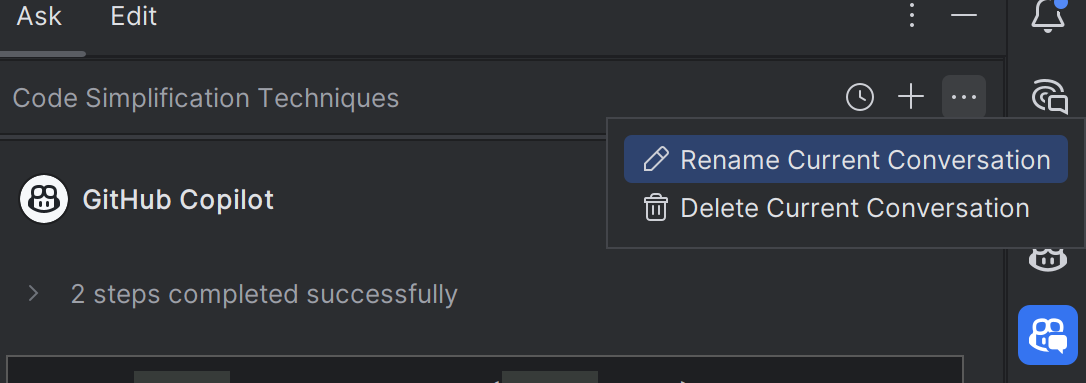 Ask Edit
Code Simplification Techniques
Rename Current Conversation
Delete Current Conversation
GitHub Copilot
2 steps completed successfully